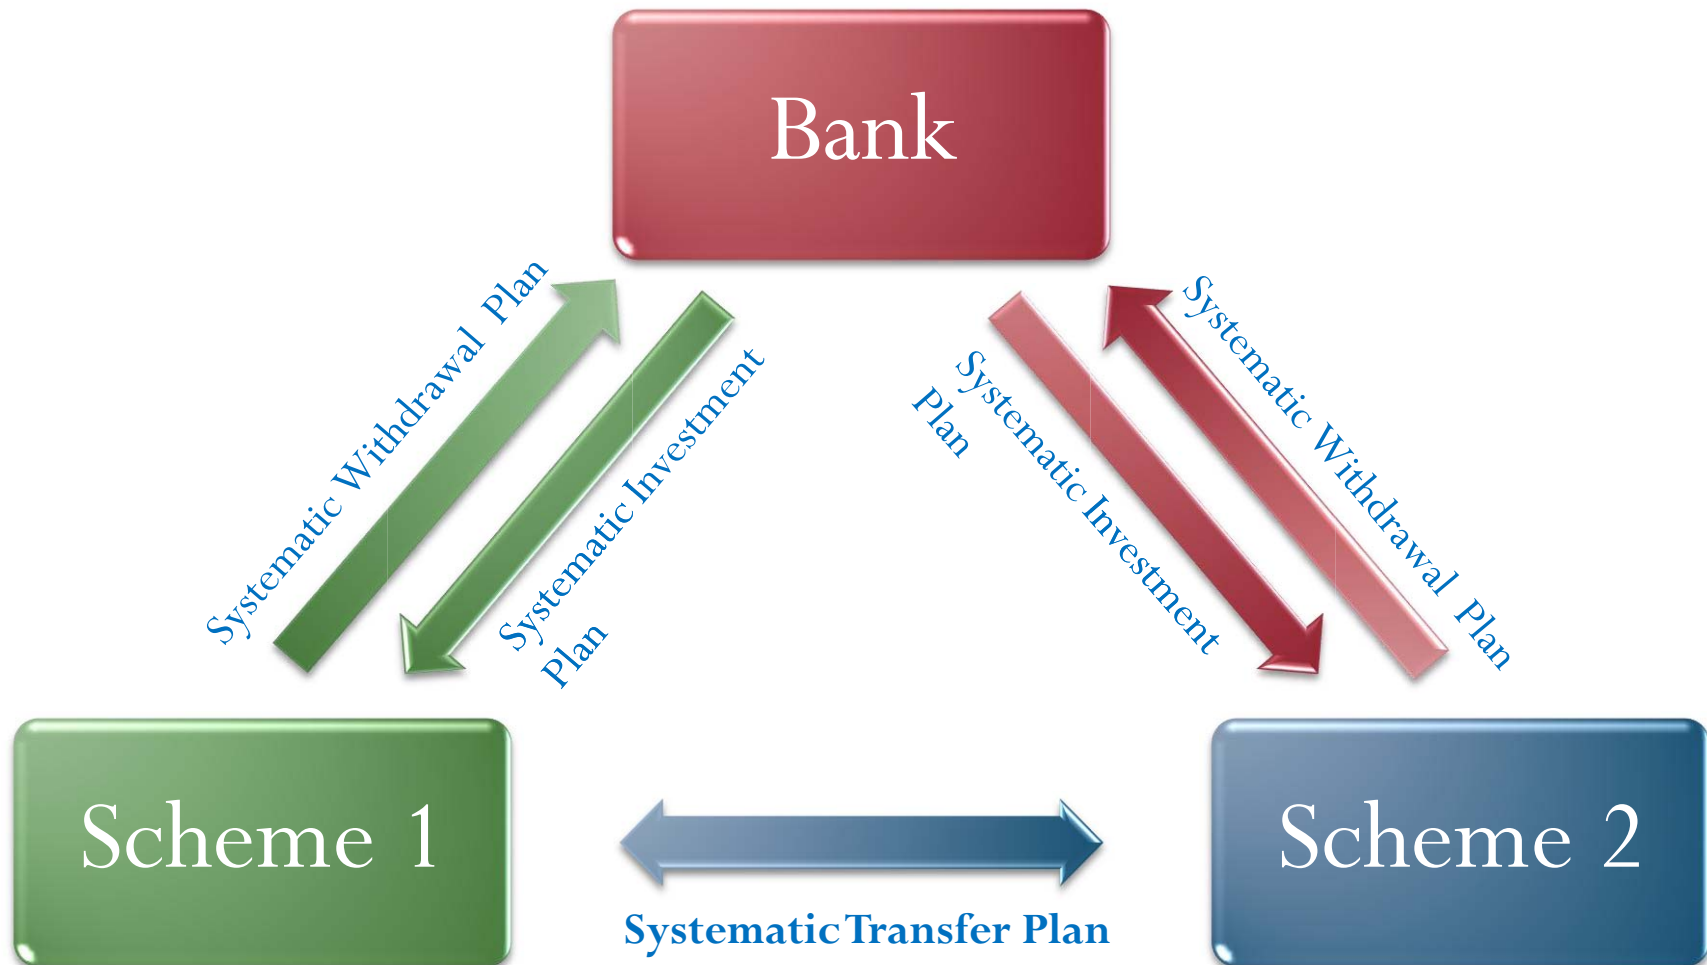 Bank
Systematic Withdrawal Plan
Systematic Investment
Plan
Systematic Investment
Plan
Systematic Withdrawal Plan
Scheme 1
Scheme 2
Systematic Transfer Plan